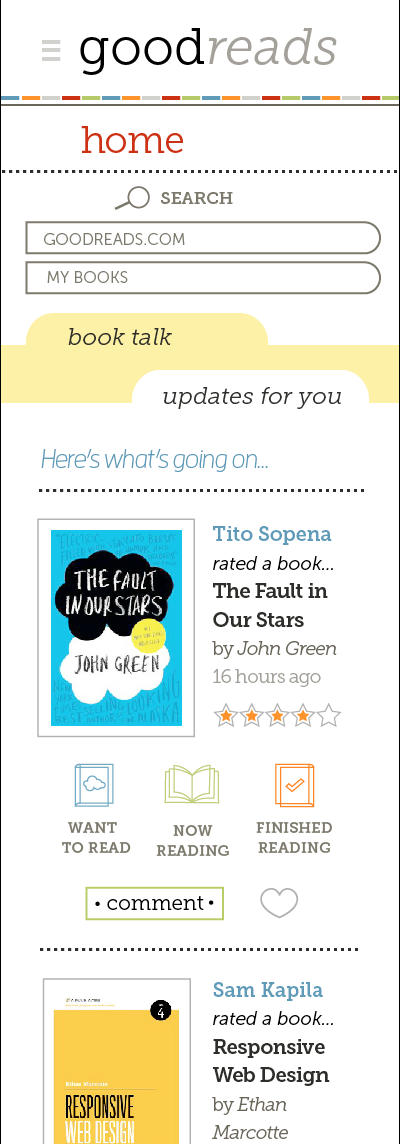 goodreads
home
SEARCH
GOODREADS.COM
MY BOOKS
book talk
updates for you
Here's what's going on...
Tito Sopena
rated a book...
The Fault in
Our Stars
by John Green
16 hours ago
THE FAULT
IN OUR STARS
JOHN GREEN
WANT
TO READ
NOW
READING
FINISHED
READING
• comment •
Sam Kapila
rated a book...
Responsive
Web Design
by Ethan
Marcotte
4
Ethan Marcotte
RESPONSIVE
WEB DESIGN